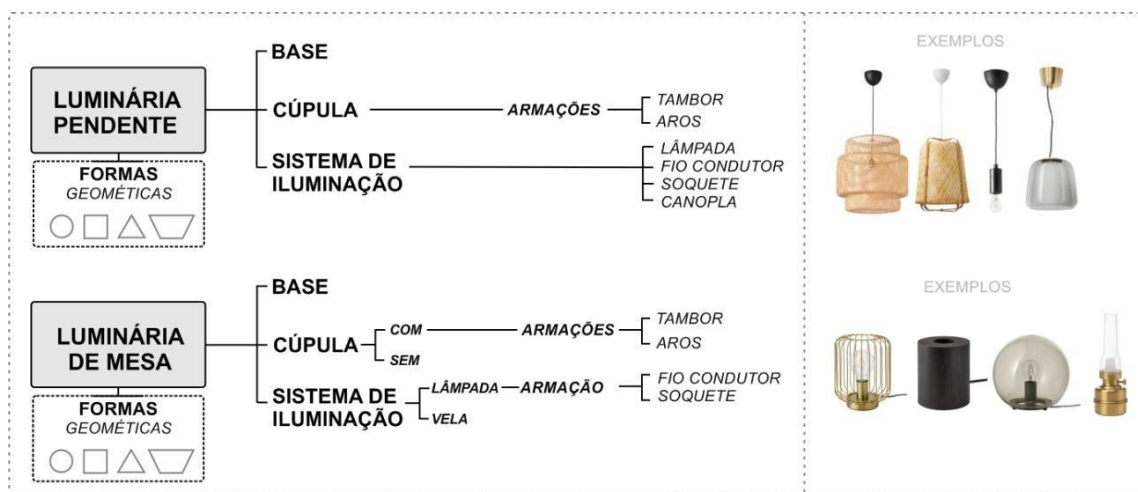 LUMINÁRIA
PENDENTE
FORMAS
GEOMÉTICAS
BASE
CÚPULA
ARMAÇÕES
TAMBOR
AROS
SISTEMA DE
ILUMINAÇÃO
LÂMPADA
FIO CONDUTOR
SOQUETE
CANOPLA
EXEMPLOS
LUMINÁRIA
DE MESA
FORMAS
GEOMÉTICAS
BASE
CÚPULA
COM
SEM
ARMAÇÕES
TAMBOR
AROS
SISTEMA DE
ILUMINAÇÃO
LÂMPADA
VELA
ARMAÇÃO
FIO CONDUTOR
SOQUETE
EXEMPLOS